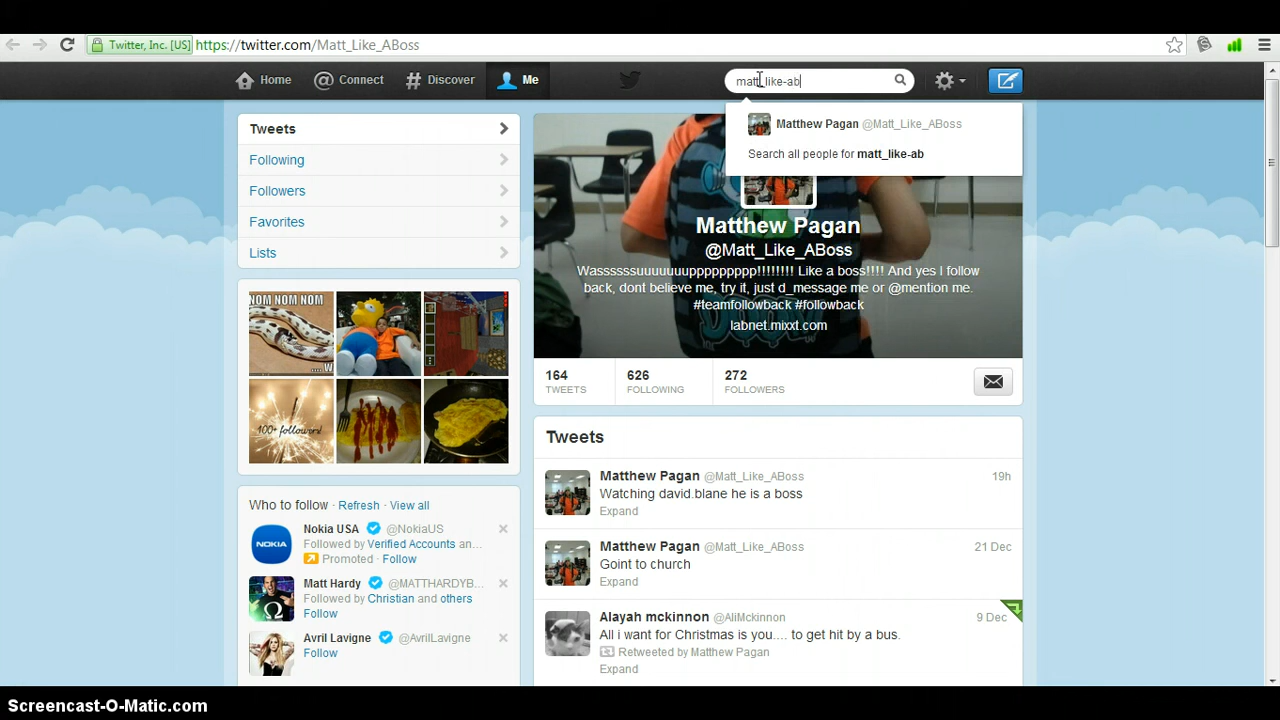 Twitter, Inc. [US] https://twitter.com/Matt_Like_ABoss
Home
Connect
Discover
Me
matt_like-ab
Matthew Pagan @Matt_Like_ABoss
Search all people for matt_like-ab
Tweets
Following
Followers
Favorites
Lists
Matthew Pagan
@Matt_Like_ABoss
Wassssssuuuuuuuppppppppp!!!!!!!! Like a boss!!!! And yes I follow
back, dont believe me, try it, just d_message me or @mention me.
#teamfollowback #followback
labnet.mixxt.com
164
TWEETS
626
FOLLOWING
272
FOLLOWERS
NOM NOM NOM
100+ followers!
Who to follow · Refresh · View all
Nokia USA @NokiaUS
Followed by Verified Accounts an...
Promoted · Follow
NOKIA
Matt Hardy @MATTHARDYB...
Followed by Christian and others
Follow
Avril Lavigne @AvrilLavigne
Follow
Tweets
Matthew Pagan @Matt_Like_ABoss 19h
Watching david.blane he is a boss
Expand
Matthew Pagan @Matt_Like_ABoss 21 Dec
Goint to church
Expand
Alayah mckinnon @AliMckinnon 9 Dec
All i want for Christmas is you.... to get hit by a bus.
Retweeted by Matthew Pagan
Expand
Screencast-O-Matic.com